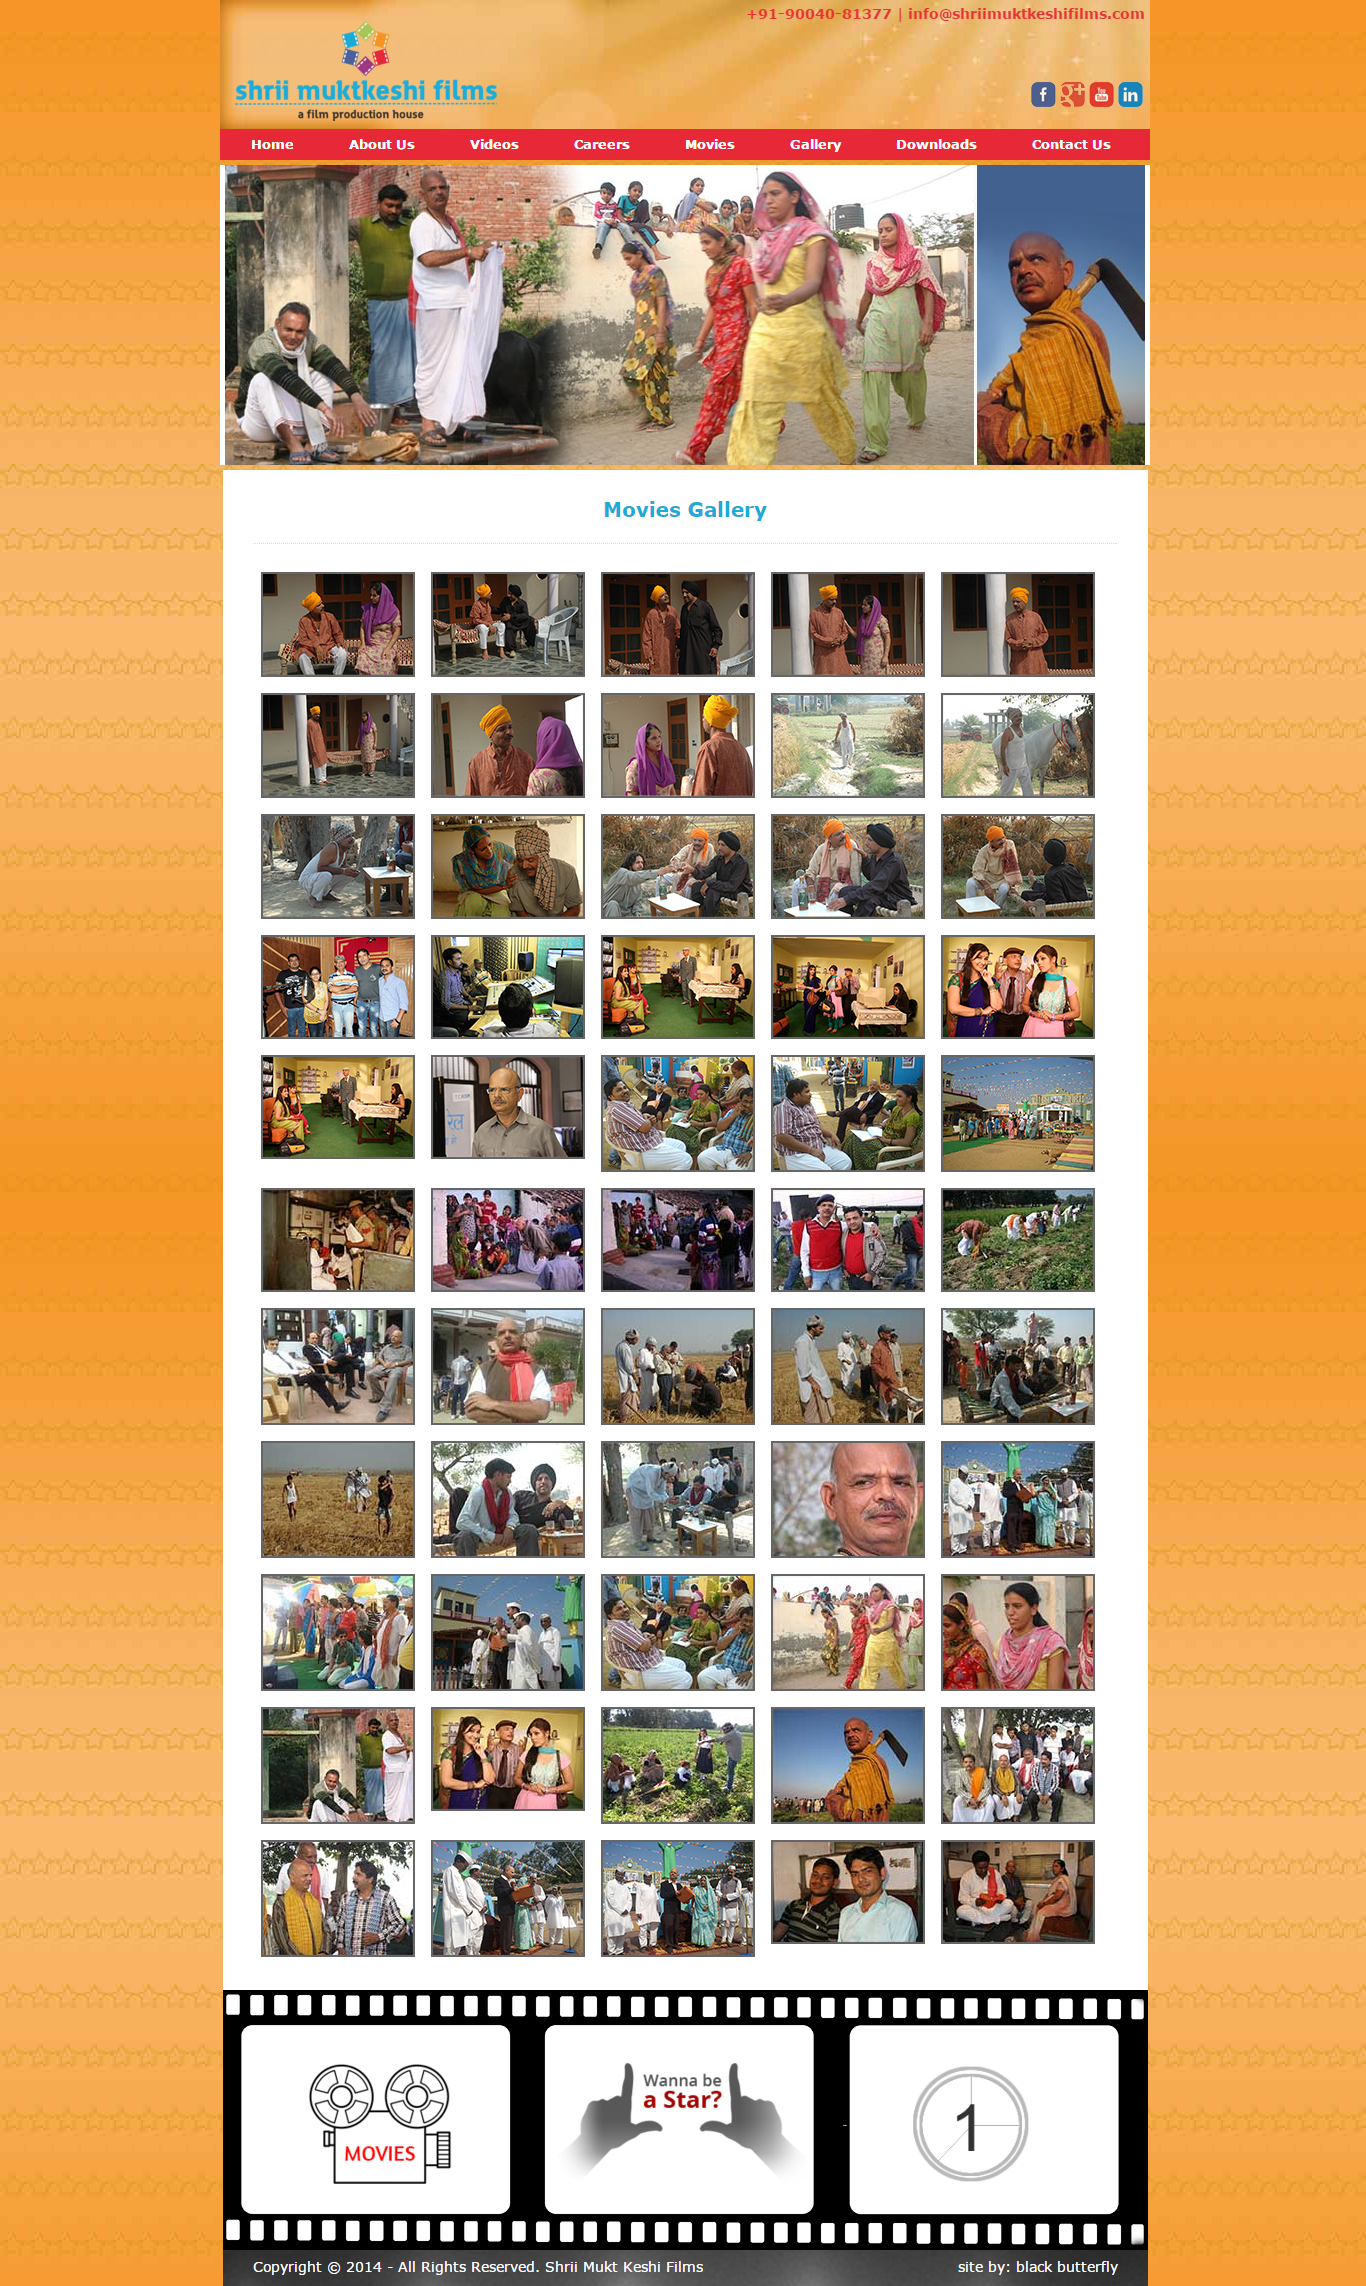 +91-90040-81377 | info@shriimuktkeshifilms.com
shrii muktkeshi films
a film production house
Home About Us Videos Careers Movies Gallery Downloads Contact Us
Movies Gallery
रेल
MOVIES
Wanna be
a Star?
1
Copyright © 2014 - All Rights Reserved. Shrii Mukt Keshi Films
site by: black butterfly